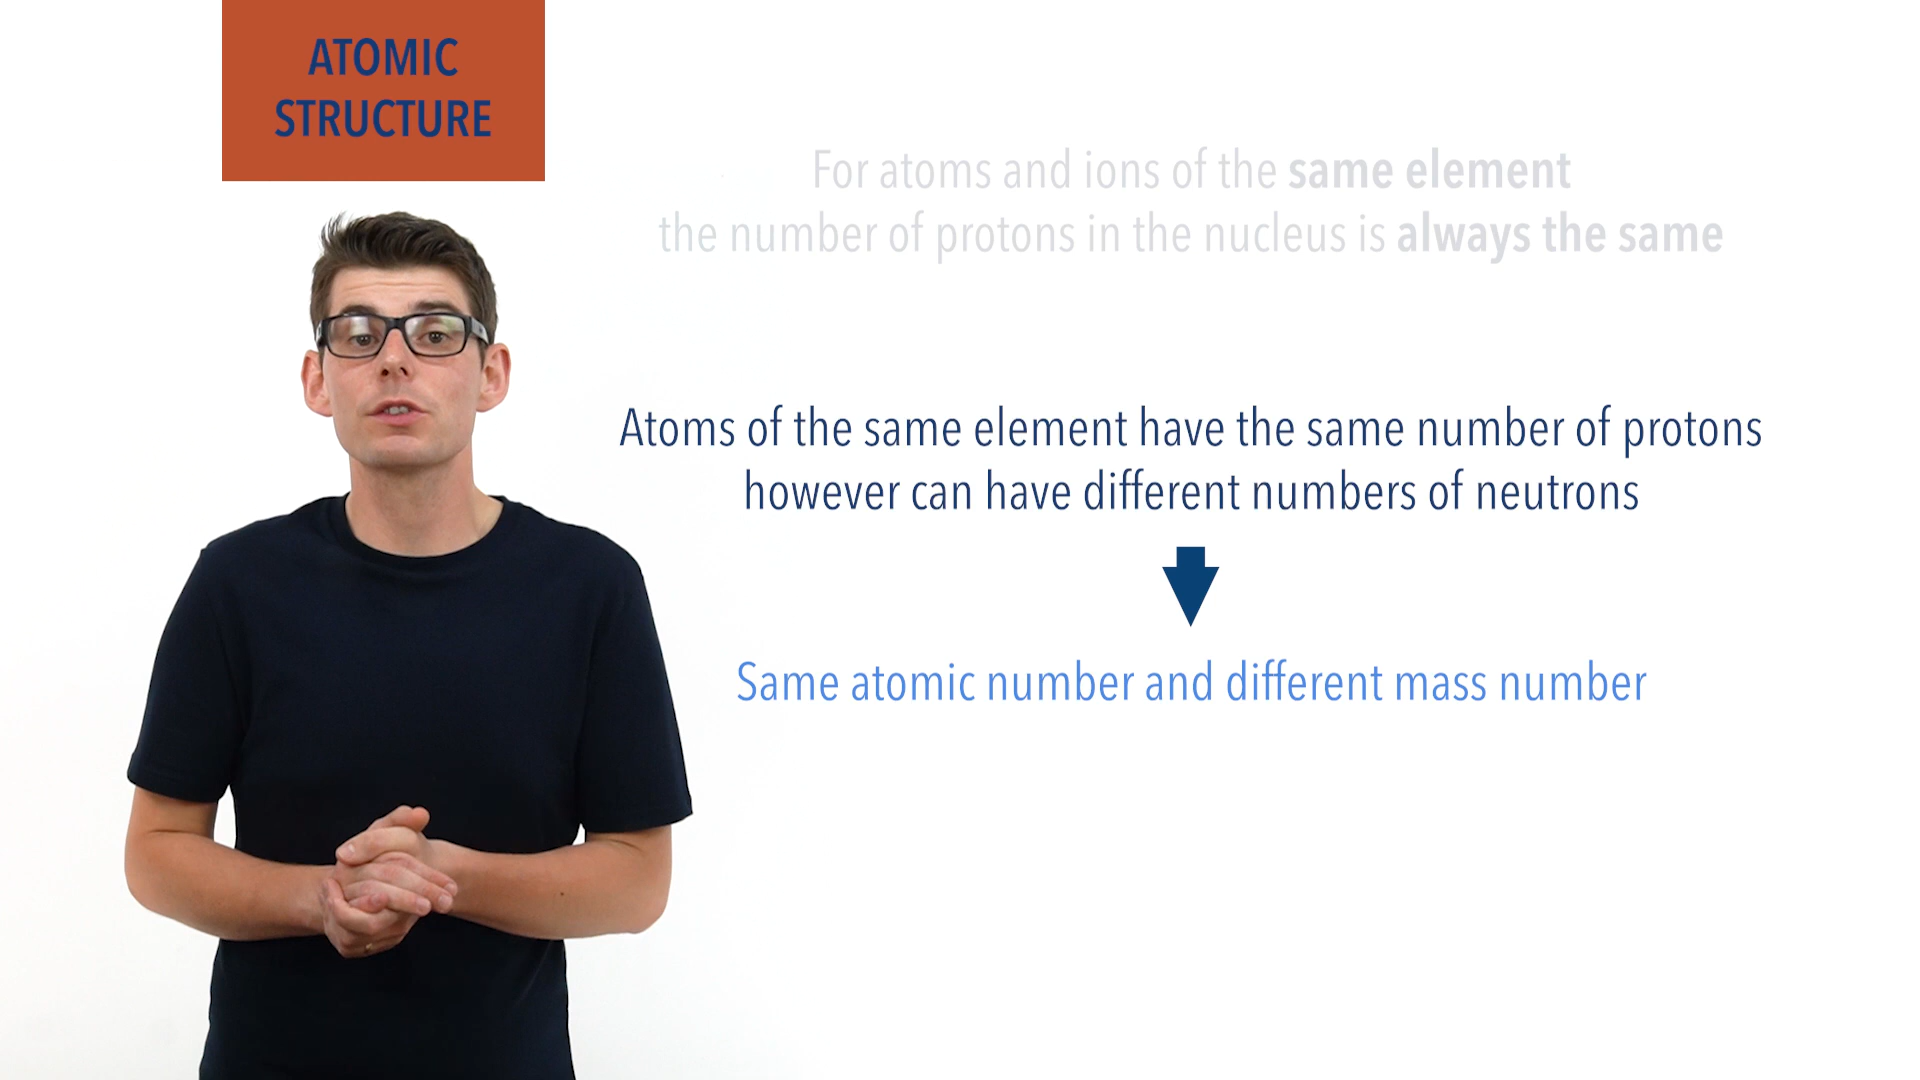 ATOMIC
STRUCTURE
For atoms and ions of the same element
the number of protons in the nucleus is always the same
Atoms of the same element have the same number of protons
however can have different numbers of neutrons
Same atomic number and different mass number